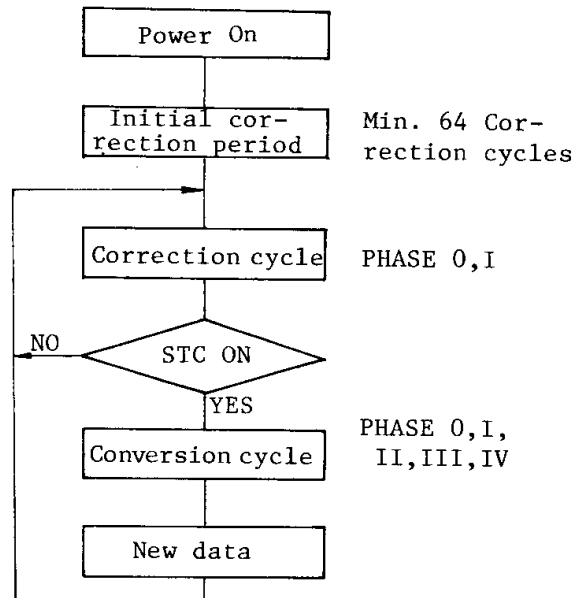 Power On
Initial cor-
rection period
Min. 64 Cor-
rection cycles
Correction cycle
PHASE 0,I
STC ON
NO
YES
Conversion cycle
PHASE 0,I,
II,III,IV
New data